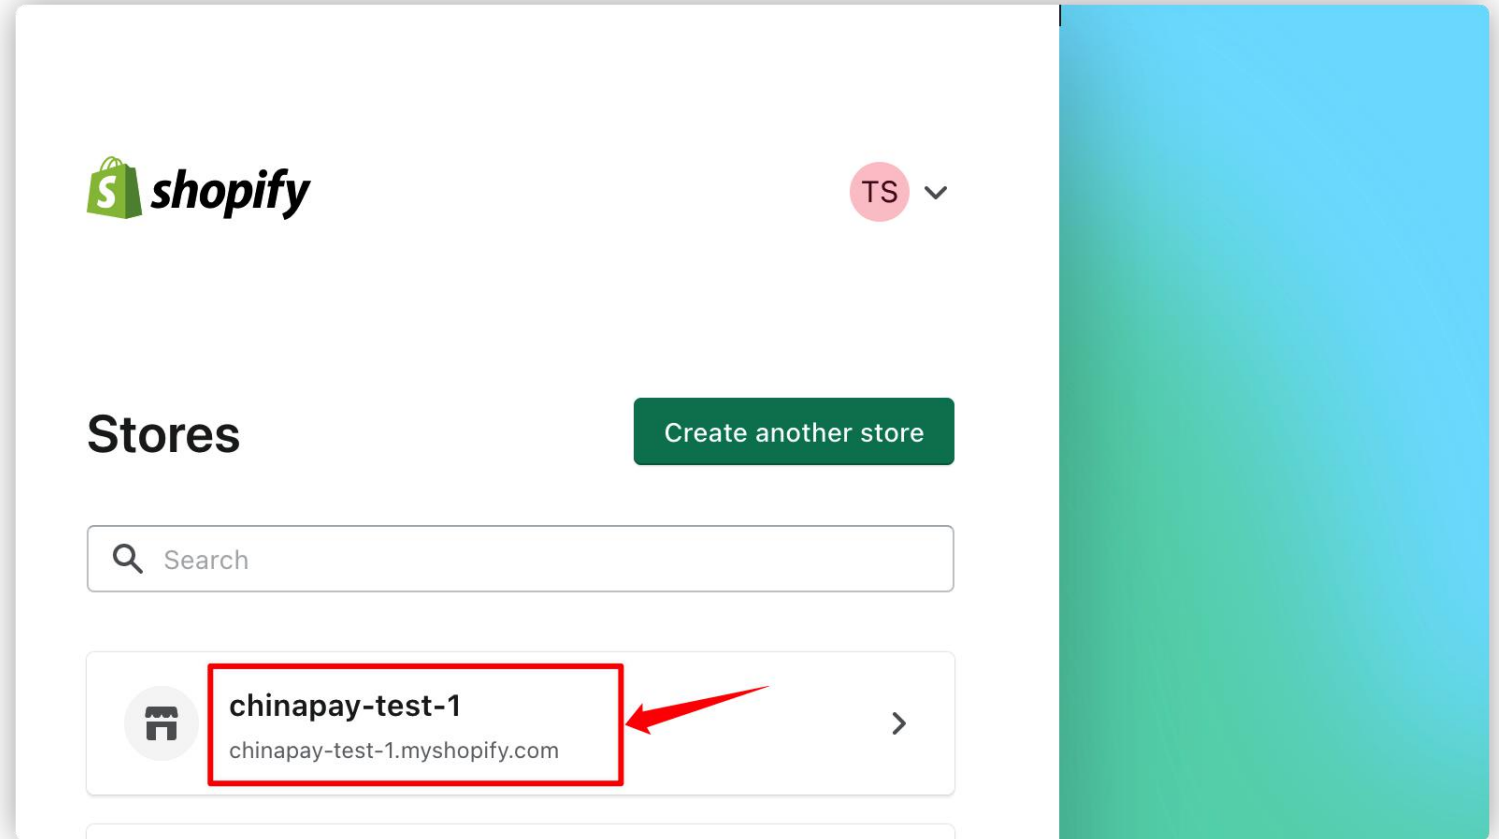 shopify
TS
Stores
Create another store
Search
chinapay-test-1
chinapay-test-1.myshopify.com